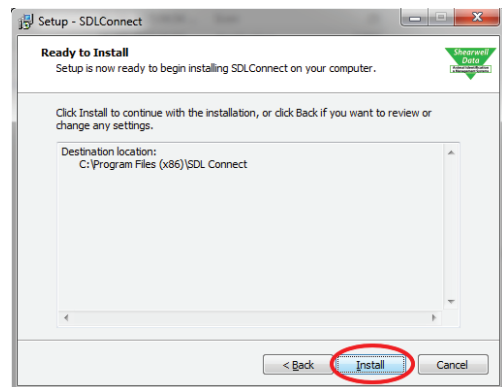 Setup - SDLConnect
Ready to Install
Setup is now ready to begin installing SDLConnect on your computer.
Shearwell
Data
Click Install to continue with the installation, or click Back if you want to review or
change any settings.
Destination location:
C:\Program Files (x86)\SDL Connect
< Back
Install
Cancel